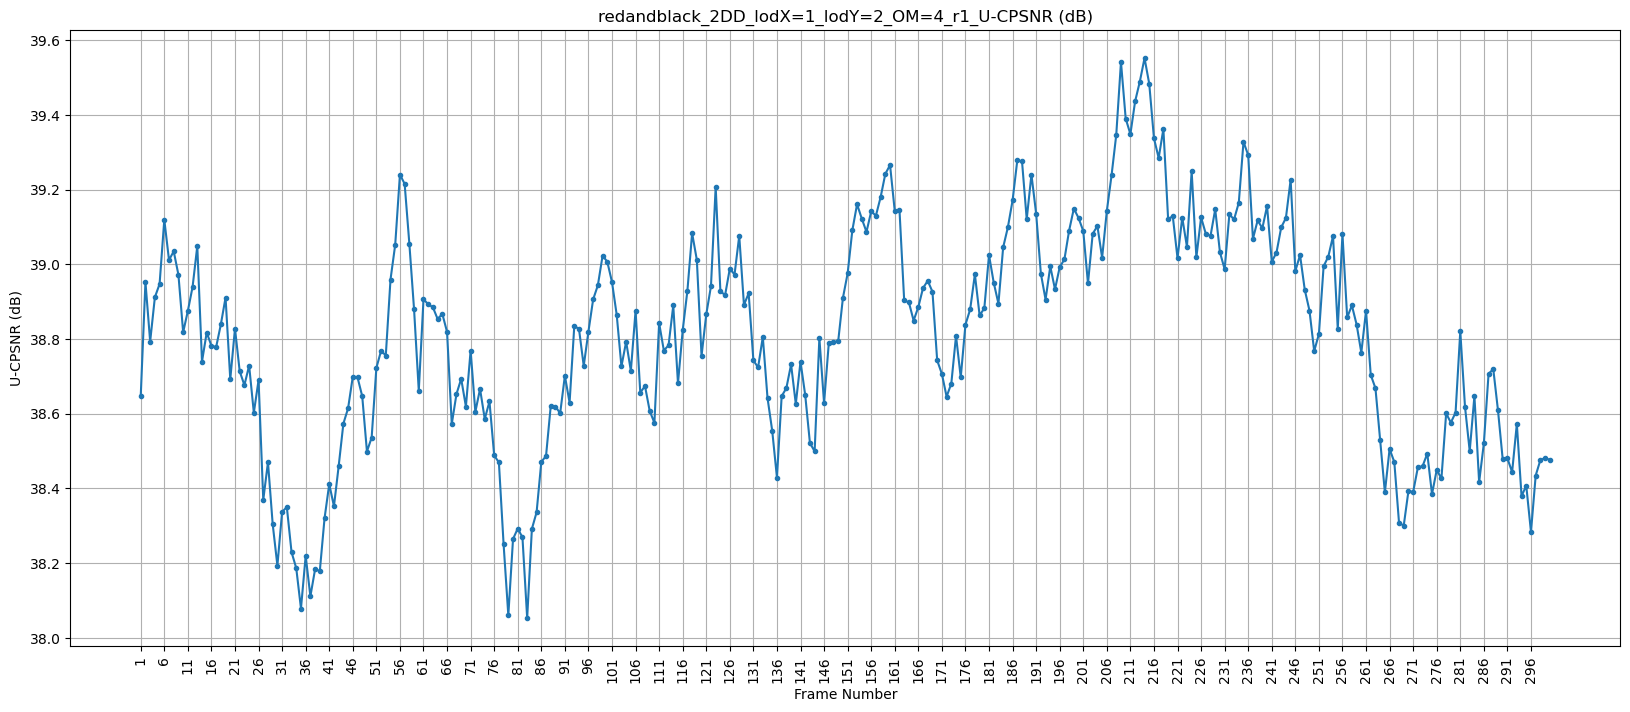 redandblack_2DD_lodX=1_lodY=2_OM=4_r1_U-CPSNR (dB)
39.6
39.4
39.2
39.0
38.8
38.6
38.4
38.2
38.0
U-CPSNR (dB)
1 6 11 16 21 26 31 36 41 46 51 56 61 66 71 76 81 86 91 96 101 106 111 116 121 126 131 136 141 146 151 156 161 166 171 176 181 186 191 196 201 206 211 216 221 226 231 236 241 246 251 256 261 266 271 276 281 286 291 296
Frame Number